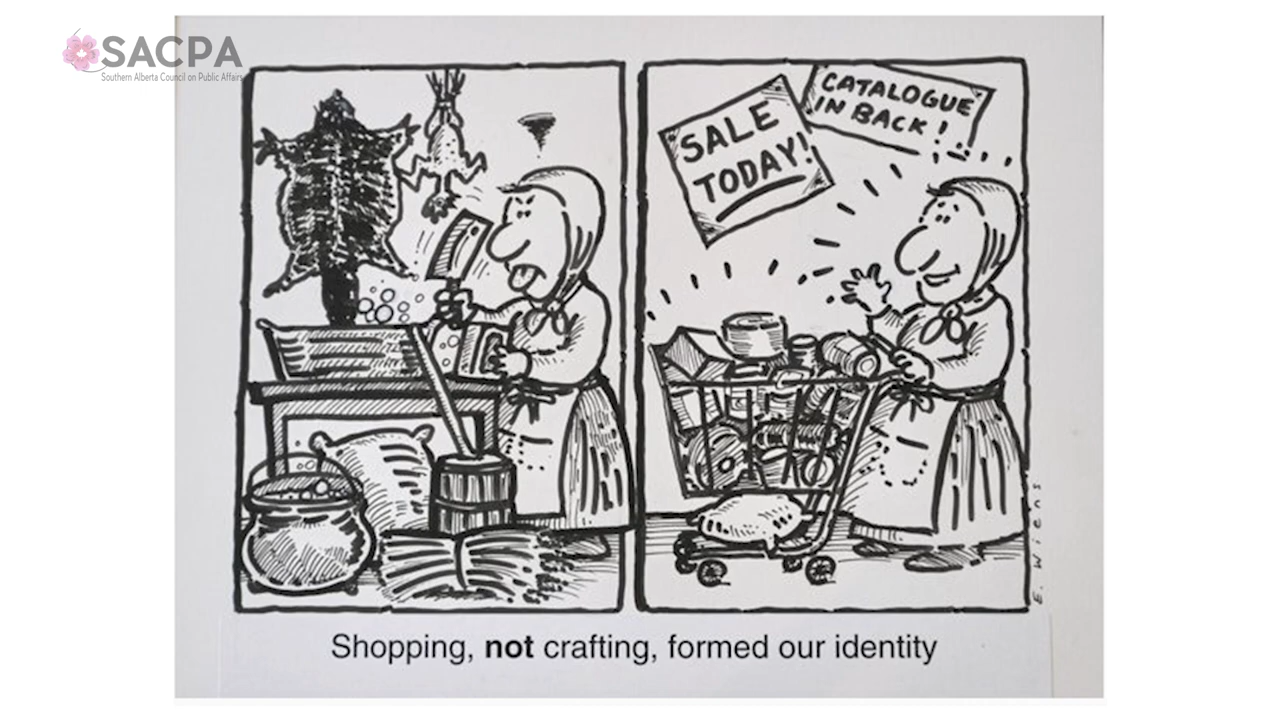 SACPA
Southern Alberta Council on Public Affairs
SALE
TODAY!
CATALOGUE
IN BACK!
E. Wiens
Shopping, not crafting, formed our identity